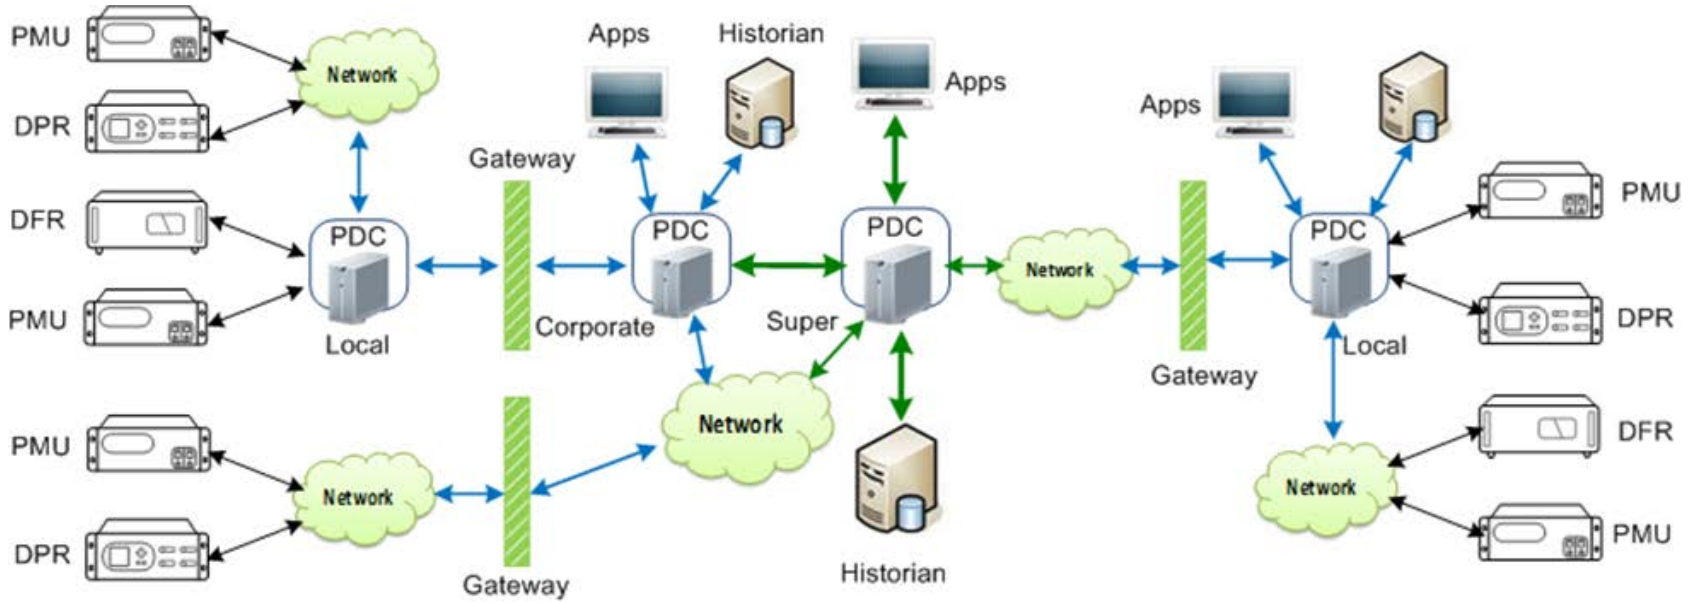 PMU
Network
DPR
DFR
PMU
PDC
Local
Gateway
Apps
Historian
PDC
Corporate
Apps
PDC
Super
Network
Gateway
Apps
PDC
Local
PMU
DPR
PMU
Network
DPR
Gateway
Network
Historian
Network
DFR
PMU